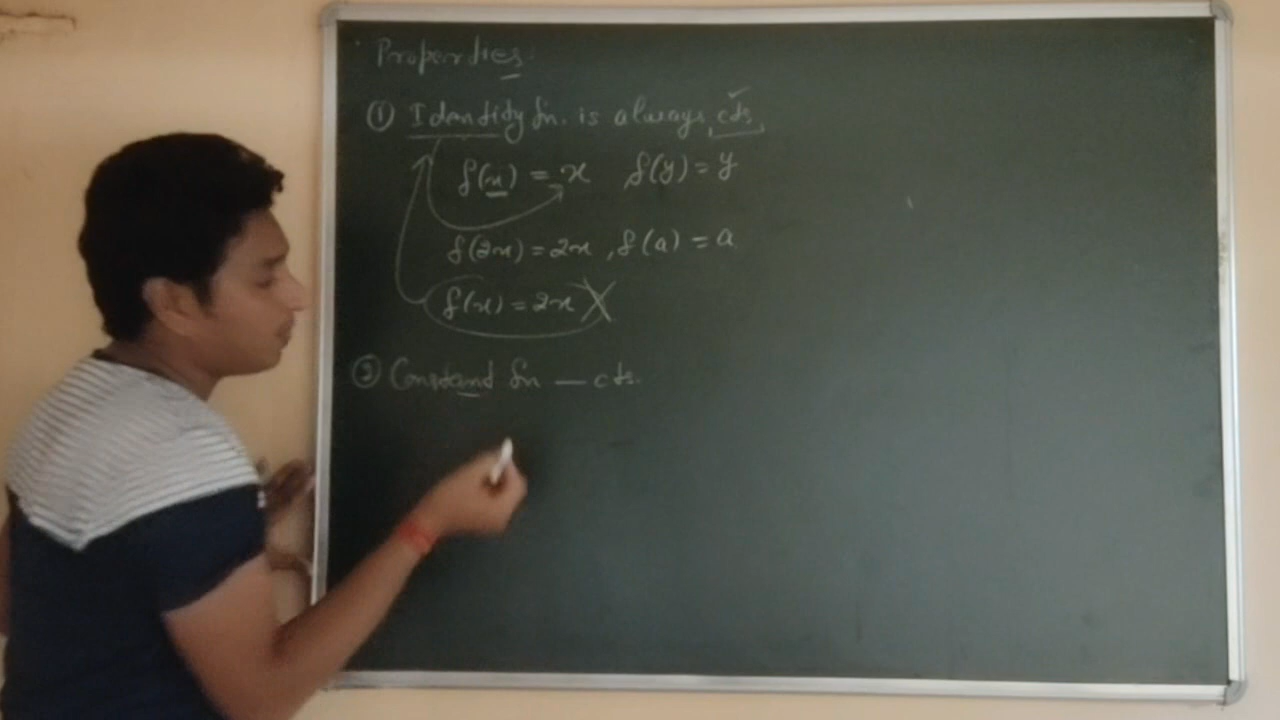 Properties:
① Identity fn. is always cts.
f(x) = x f(y) = y
f(2x) = 2x, f(a) = a
f(x) = 2x X
② Constant fn — cts.